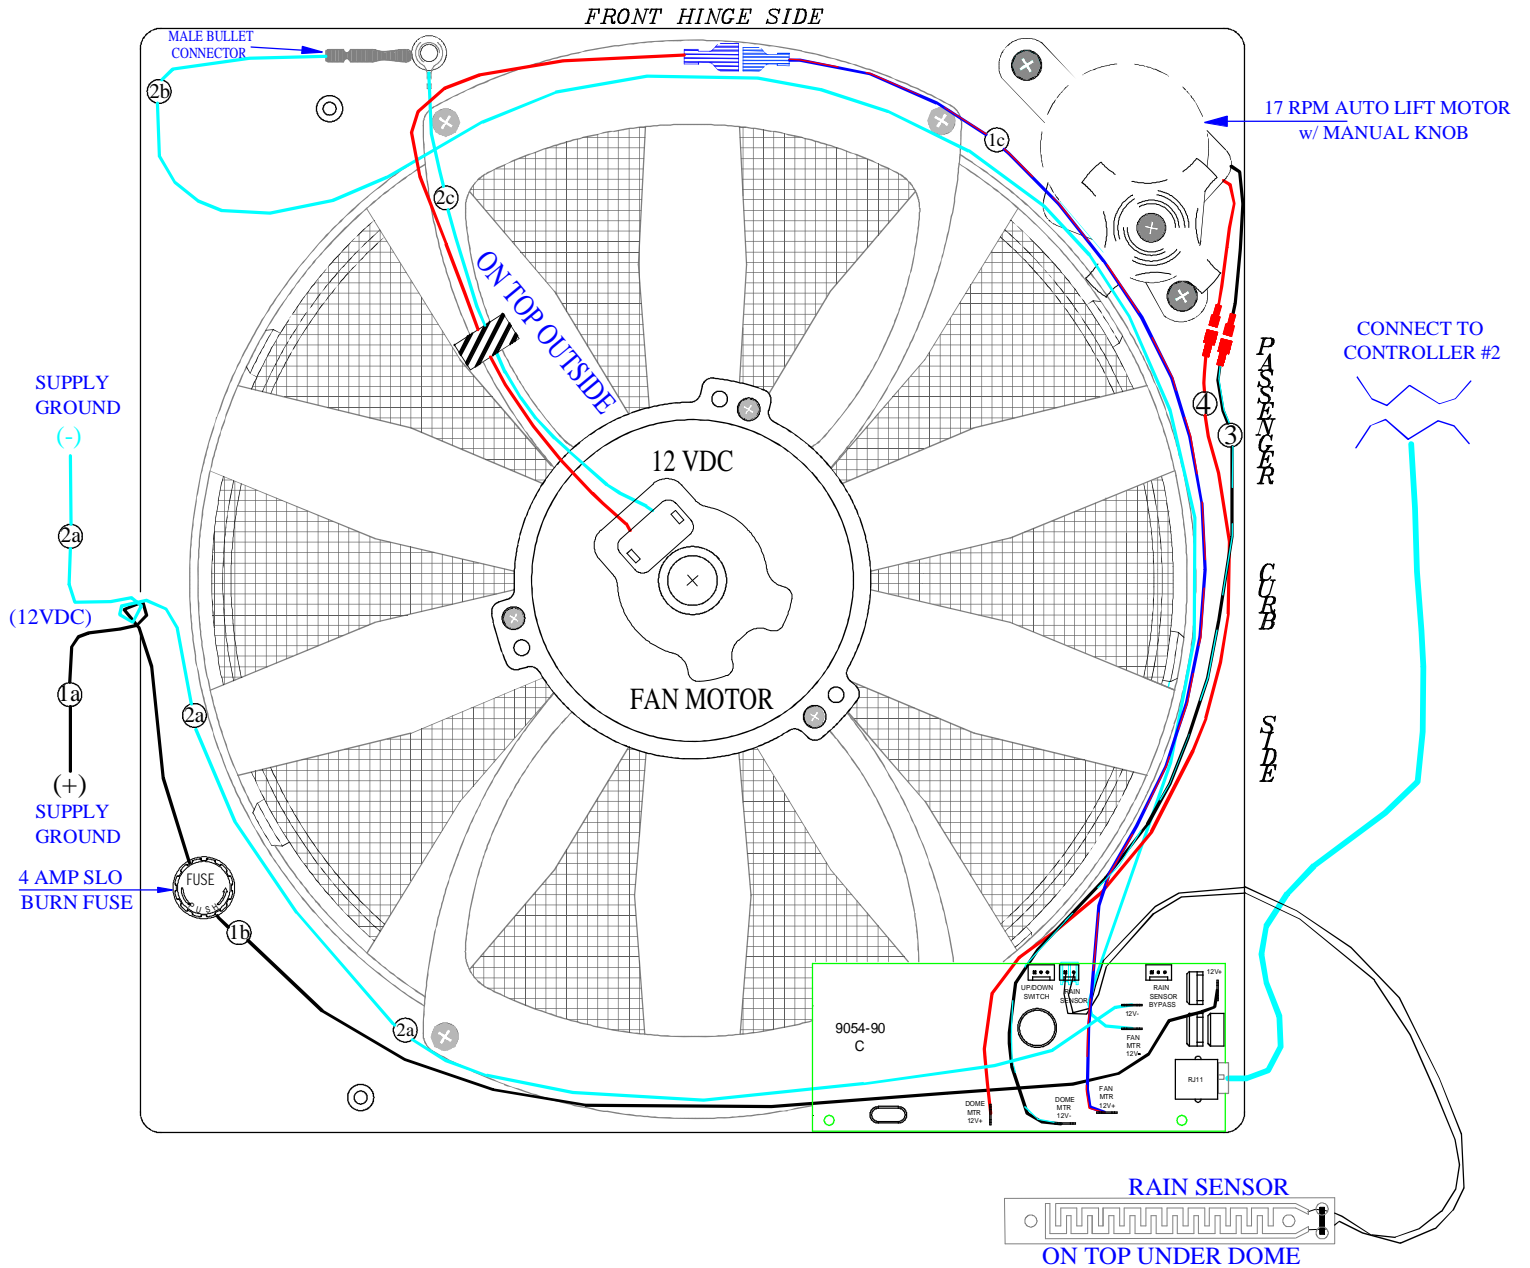 FRONT HINGE SIDE
MALE BULLET
CONNECTOR
2b
1c
17 RPM AUTO LIFT MOTOR
w/ MANUAL KNOB
2c
ON TOP OUTSIDE
PASSENGER
CURB
SIDE
CONNECT TO
CONTROLLER #2
SUPPLY
GROUND
(-)
4
3
12 VDC
2a
(12VDC)
1a
FAN MOTOR
2a
(+)
SUPPLY
GROUND
4 AMP SLO
BURN FUSE
FUSE
PUSH
1b
2a
9054-90
C
UP/DOWN
SWITCH
RAIN
SENSOR
RAIN
SENSOR
BYPASS
12V+
12V-
FAN
MTR
12V-
RJ11
DOME
MTR
12V+
DOME
MTR
12V-
FAN
MTR
12V+
RAIN SENSOR
ON TOP UNDER DOME